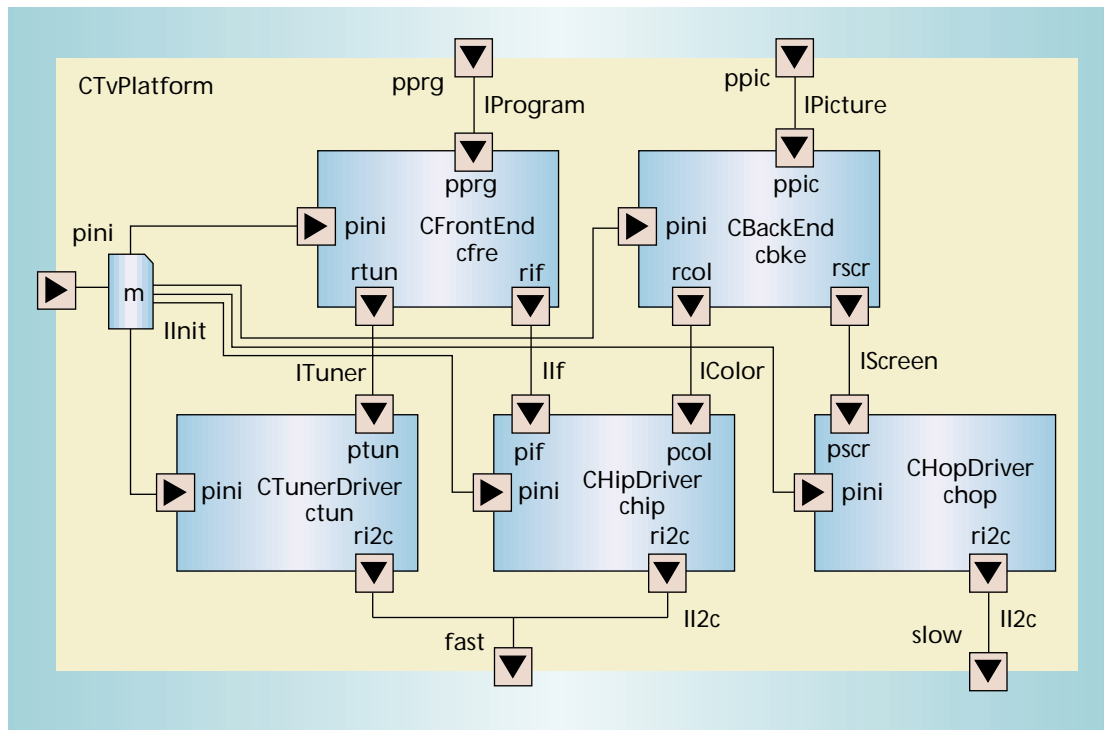 CTvPlatform
pprg
IProgram
ppic
IPicture
pprg
ppic
pini
CFrontEnd
cfre
pini
CBackEnd
cbke
pini
rtun
rif
rcol
rscr
m
IInit
ITuner
IIf
IColor
IScreen
ptun
pif
pcol
pscr
pini
CTunerDriver
ctun
pini
CHipDriver
chip
pini
CHopDriver
chop
ri2c
ri2c
ri2c
fast
II2c
slow
II2c